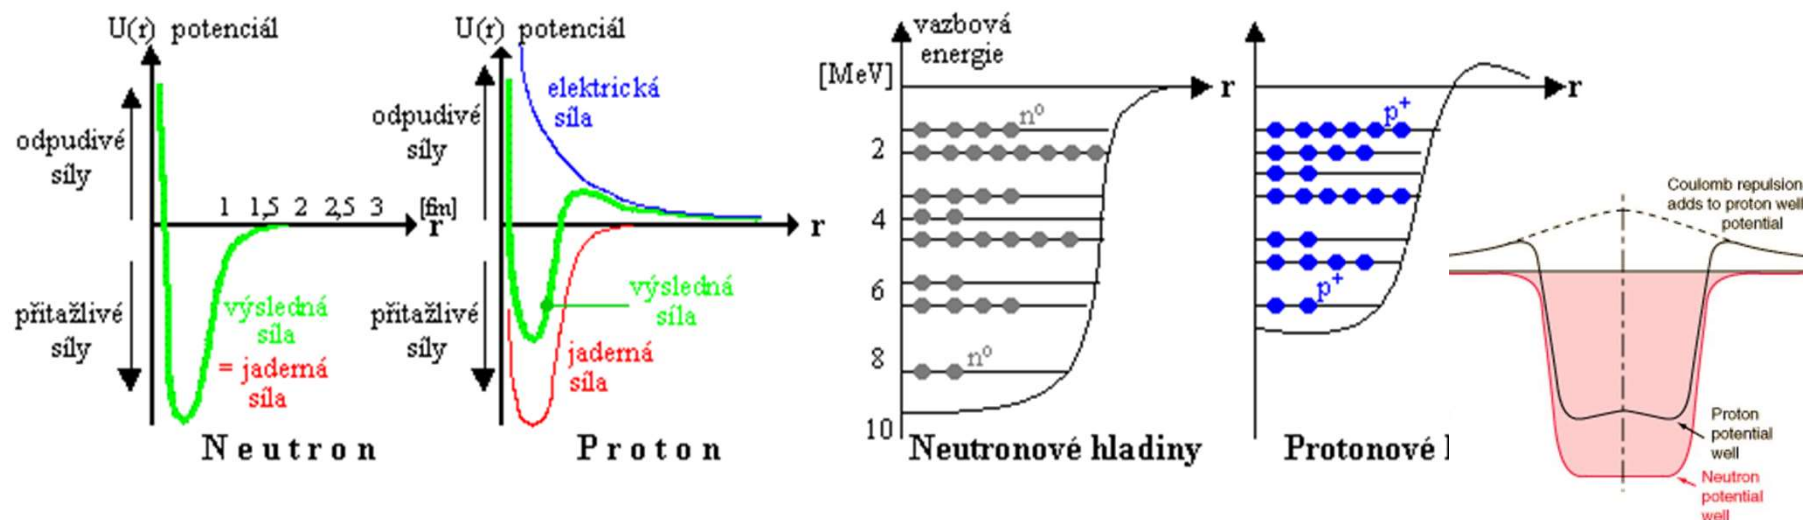 U(r) potenciál
odpudivé
síly
1 1,5 2 2,5 3 [fm]
r
přitažlivé
síly
výsledná
síla
= jaderná
síla
Neutron
U(r) potenciál
odpudivé
síly
elektrická
síla
r
přitažlivé
síly
výsledná
síla
jaderná
síla
Proton
vazbová
energie
[MeV]
r
n⁰
2
4
6
8
n⁰
10
Neutronové hladiny
r
p⁺
p⁺
Protonové
Coulomb repulsion
adds to proton well
potential
Proton
potential
well
Neutron
potential
well